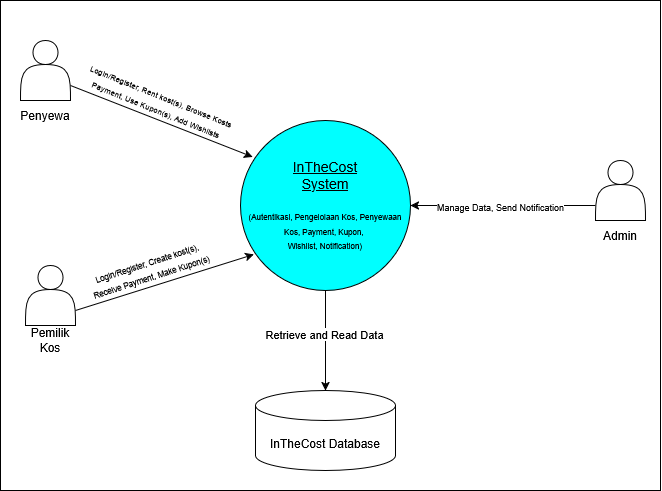 Login/Register, Rent kost(s), Browse Kosts
Payment, Use Kupon(s), Add Wishlists
Penyewa
InTheCost
System
(Autentikasi, Pengelolaan Kos, Penyewaan
Kos, Payment, Kupon,
Wishlist, Notification)
Manage Data, Send Notification
Admin
Login/Register, Create kost(s),
Receive Payment, Make Kupon(s)
Pemilik
Kos
Retrieve and Read Data
InTheCost Database